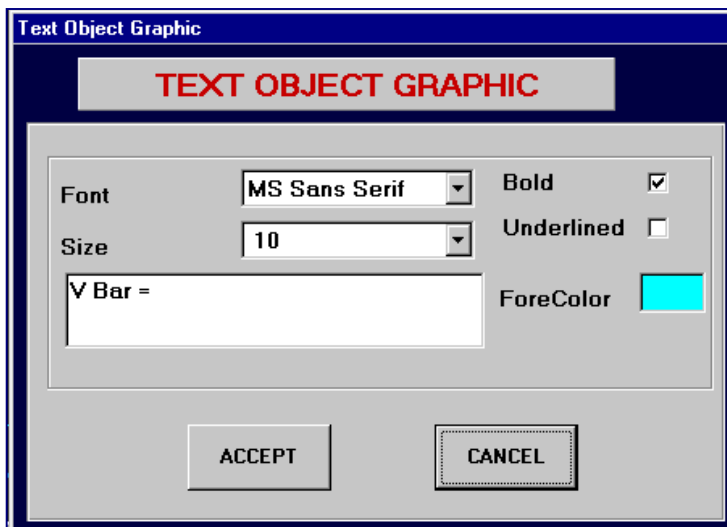 Text Object Graphic
TEXT OBJECT GRAPHIC
Font
MS Sans Serif
Bold
Size
10
Underlined
V Bar =
ForeColor
ACCEPT
CANCEL